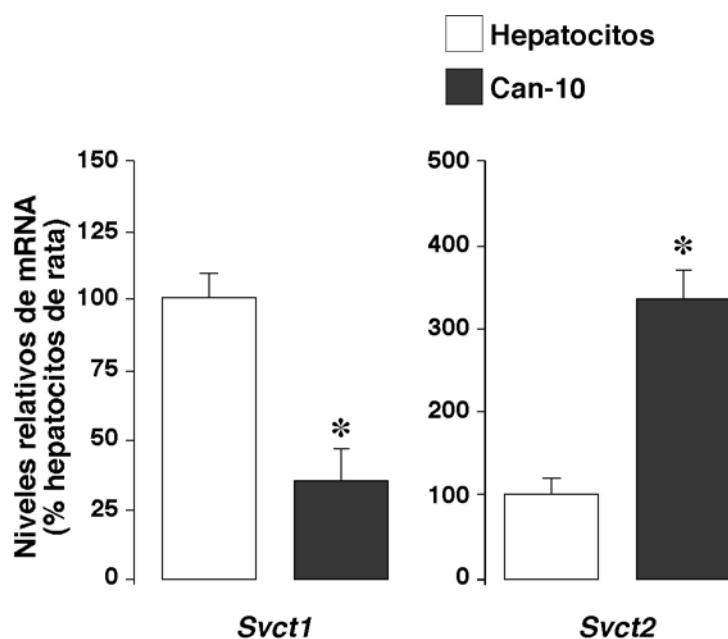 Hepatocitos
Can-10
Niveles relativos de mRNA
(% hepatocitos de rata)
150
125
100
75
50
25
0
*
Svct1
500
400
300
200
100
0
*
Svct2